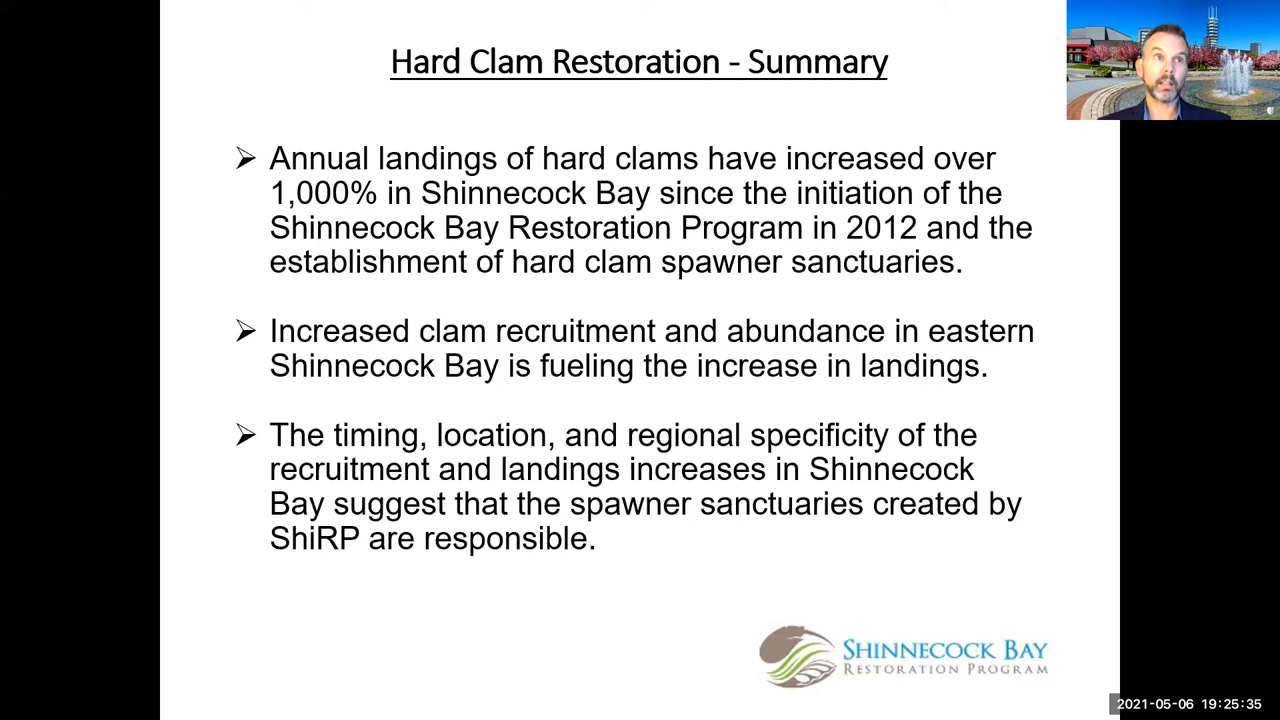 Hard Clam Restoration - Summary
➢ Annual landings of hard clams have increased over
1,000% in Shinnecock Bay since the initiation of the
Shinnecock Bay Restoration Program in 2012 and the
establishment of hard clam spawner sanctuaries.
➢ Increased clam recruitment and abundance in eastern
Shinnecock Bay is fueling the increase in landings.
➢ The timing, location, and regional specificity of the
recruitment and landings increases in Shinnecock
Bay suggest that the spawner sanctuaries created by
ShiRP are responsible.
SHINNECOCK BAY
RESTORATION PROGRAM
2021-05-06 19:25:35